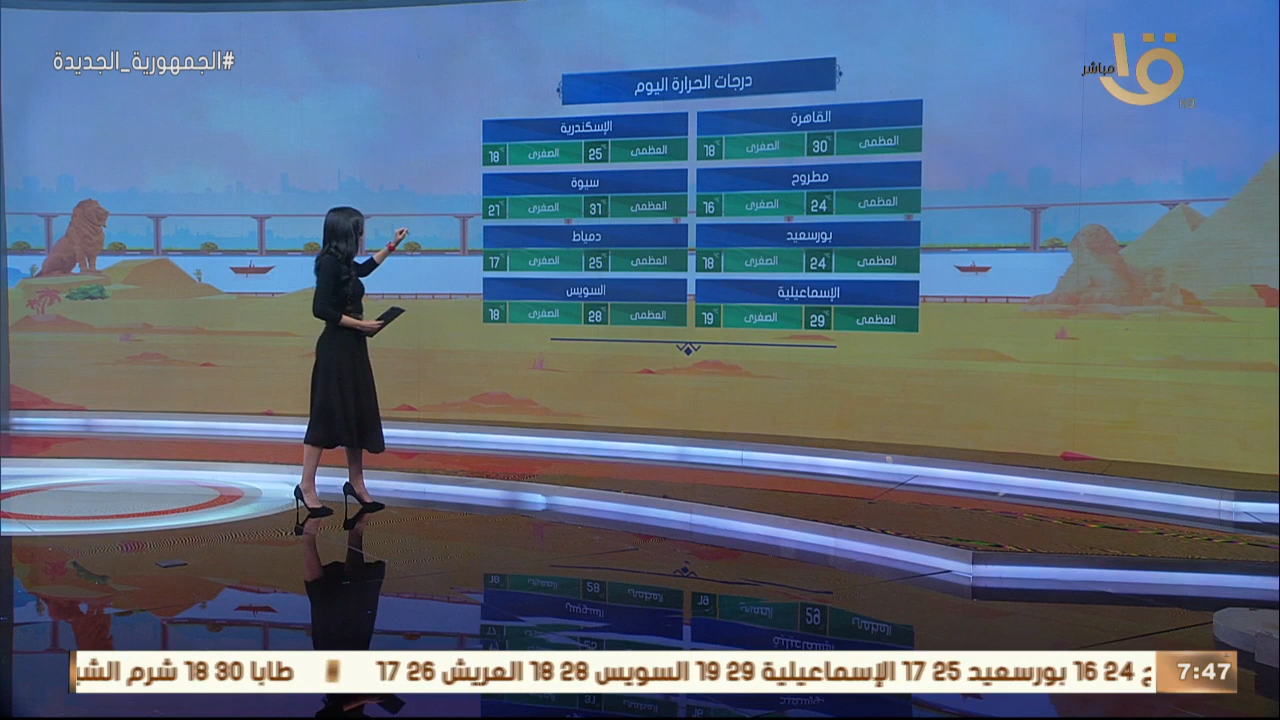 #الجمهورية_الجديدة
مباشر
HD
درجات الحرارة اليوم
القاهرة
العظمى 30 الصغرى 18
الإسكندرية
العظمى 25 الصغرى 18
مطروح
العظمى 24 الصغرى 16
سيوة
العظمى 31 الصغرى 21
بورسعيد
العظمى 24 الصغرى 18
دمياط
العظمى 25 الصغرى 17
الإسماعيلية
العظمى 29 الصغرى 19
السويس
العظمى 28 الصغرى 18
7:47
ح 24 16 بورسعيد 25 17 الإسماعيلية 29 19 السويس 28 18 العريش 26 17 طابا 30 18 شرم الشي